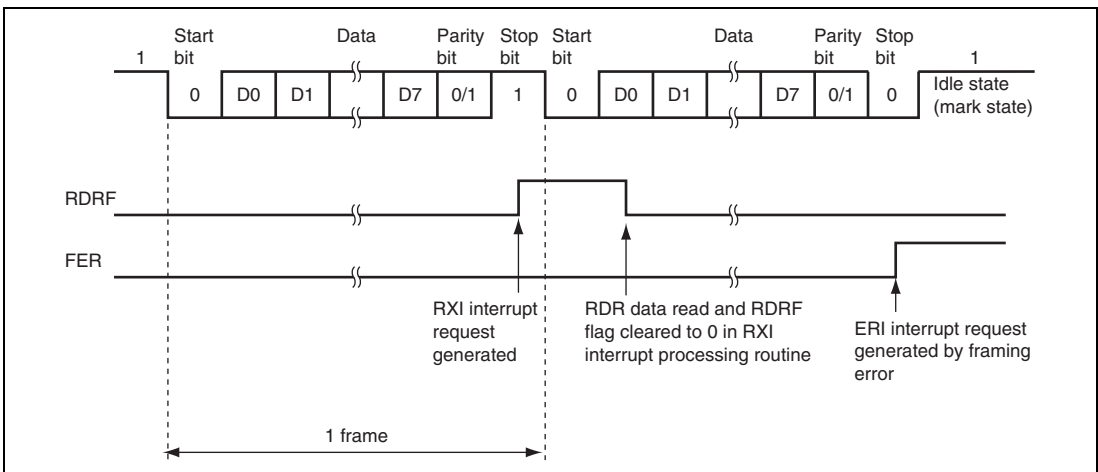 1
Start
bit
Data
Parity
bit
Stop
bit
Start
bit
Data
Parity
bit
Stop
bit
1
0 D0 D1 D7 0/1 1 0 D0 D1 D7 0/1 0
Idle state
(mark state)
RDRF
FER
RXI interrupt
request
generated
RDR data read and RDRF
flag cleared to 0 in RXI
interrupt processing routine
ERI interrupt request
generated by framing
error
1 frame